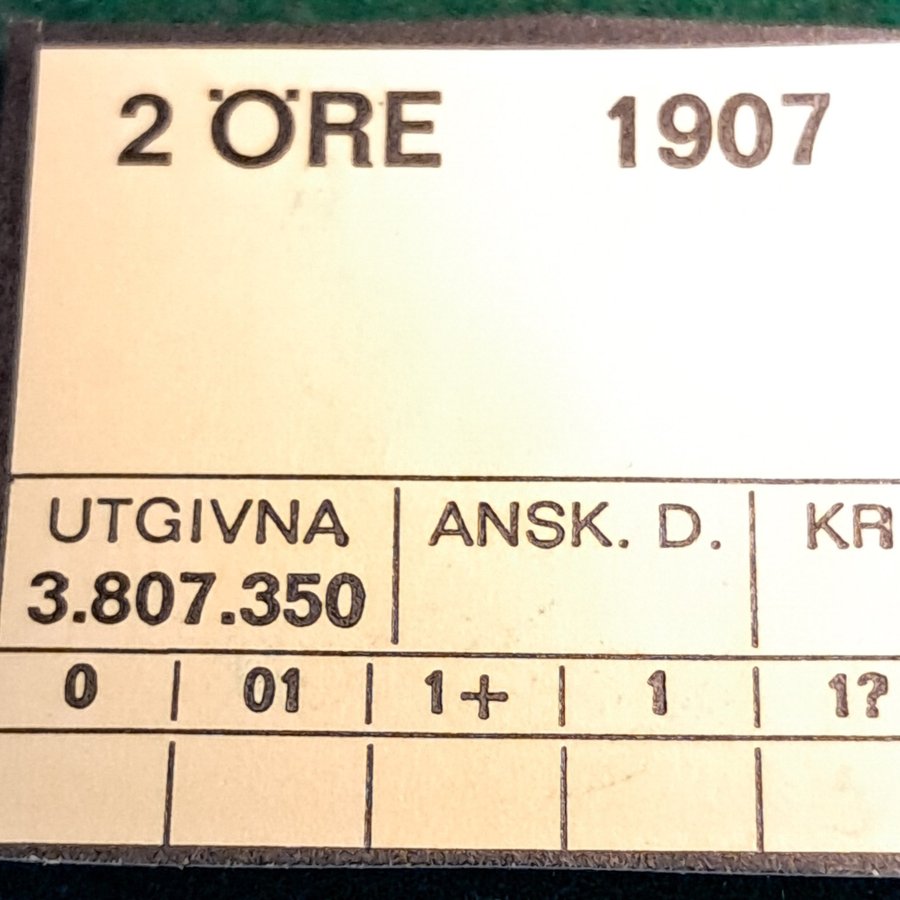 2 ÖRE 1907
UTGIVNA ANSK. D. KR
3.807.350
0 01 1+ 1 1?